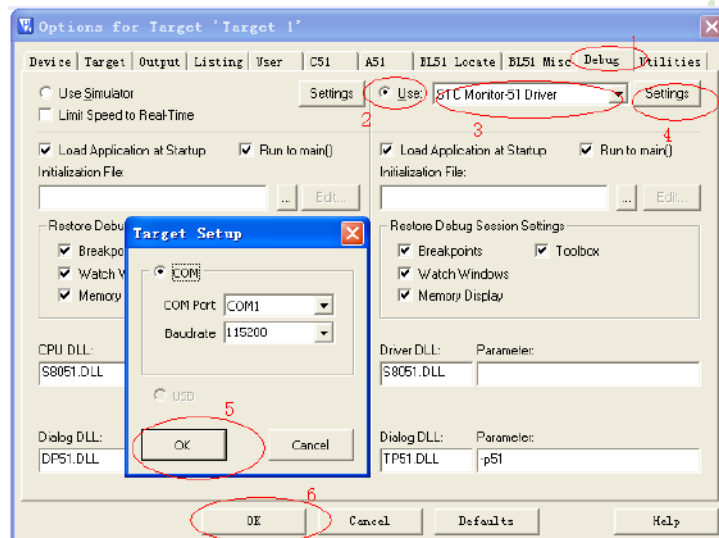 Options for Target 'Target 1'
1
Device Target Output Listing User C51 A51 BL51 Locate BL51 Misc Debug Utilities
Use Simulator Settings Use: STC Monitor-51 Driver Settings
Limit Speed to Real-Time
2 3 4
Load Application at Startup Run to main() Load Application at Startup Run to main()
Initialization File: Initialization File:
... Edit... ... Edit...
Restore Debu Restore Debug Session Settings
Breakpo Breakpoints Toolbox
Watch W Watch Windows
Memory Memory Display
Target Setup
COM
COM Port COM1
Baudrate 115200
USB
5
OK Cancel
CPU DLL: Driver DLL: Parameter:
S8051.DLL S8051.DLL
Dialog DLL: Dialog DLL: Parameter:
DP51.DLL TP51.DLL -p51
6
OK Cancel Defaults Help